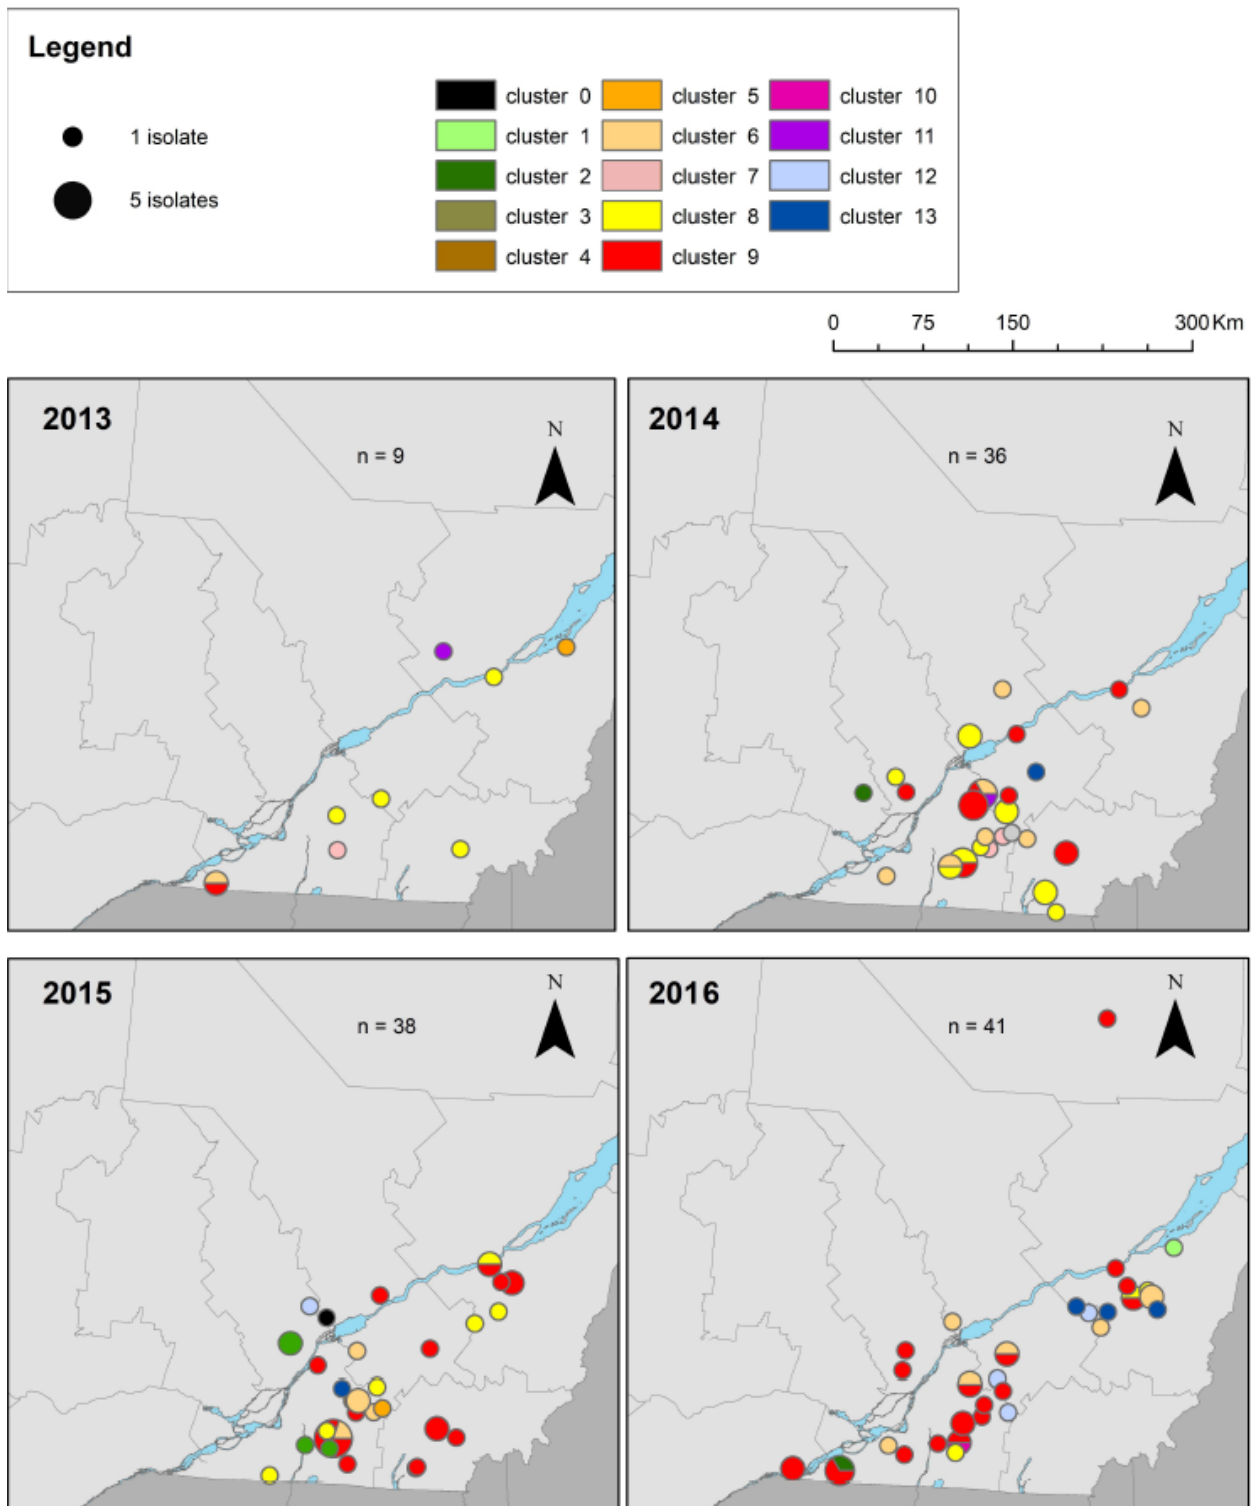 Legend
1 isolate
5 isolates
cluster 0
cluster 1
cluster 2
cluster 3
cluster 4
cluster 5
cluster 6
cluster 7
cluster 8
cluster 9
cluster 10
cluster 11
cluster 12
cluster 13
0 75 150 300 Km
2013
n = 9
N
2014
n = 36
N
2015
n = 38
N
2016
n = 41
N